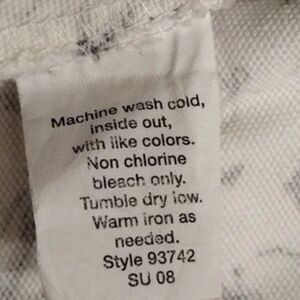 Machine wash cold,
inside out,
with like colors.
Non chlorine
bleach only.
Tumble dry low.
Warm iron as
needed.
Style 93742
SU 08